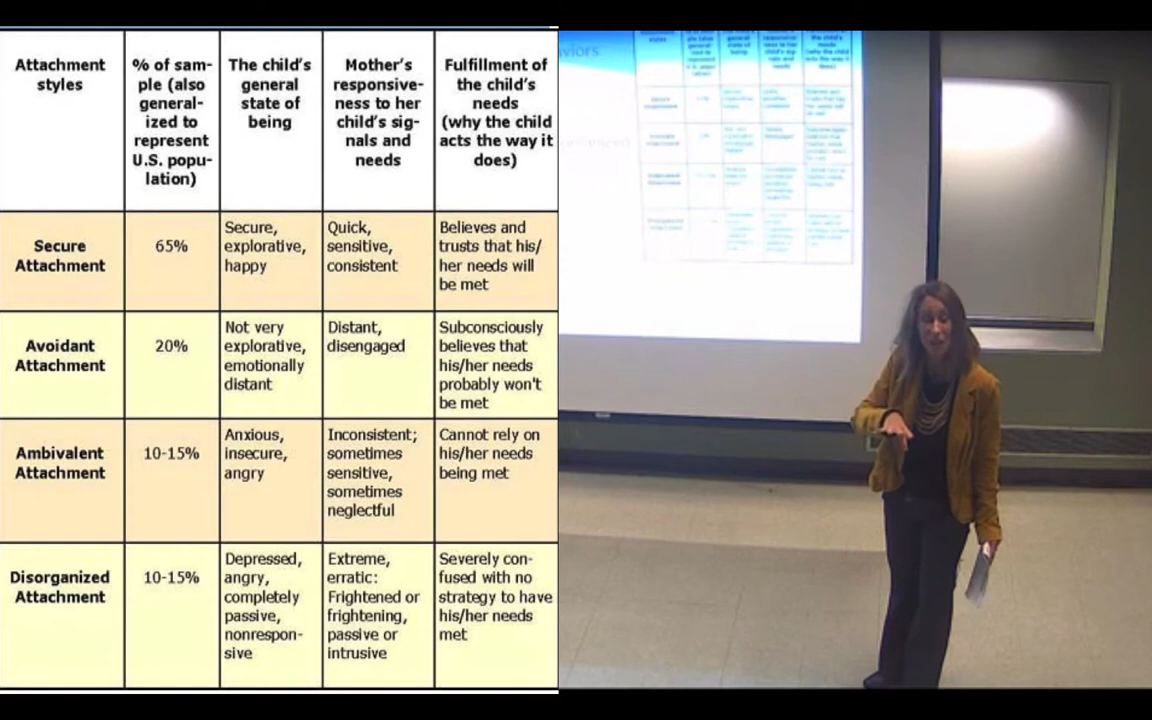 Attachment
styles
% of sam-
ple (also
general-
ized to
represent
U.S. popu-
lation)
The child's
general
state of
being
Mother's
responsive-
ness to her
child's sig-
nals and
needs
Fulfillment of
the child's
needs
(why the child
acts the way it
does)
Secure
Attachment
65%
Secure,
explorative,
happy
Quick,
sensitive,
consistent
Believes and
trusts that his/
her needs will
be met
Avoidant
Attachment
20%
Not very
explorative,
emotionally
distant
Distant,
disengaged
Subconsciously
believes that
his/her needs
probably won't
be met
Ambivalent
Attachment
10-15%
Anxious,
insecure,
angry
Inconsistent;
sometimes
sensitive,
sometimes
neglectful
Cannot rely on
his/her needs
being met
Disorganized
Attachment
10-15%
Depressed,
angry,
completely
passive,
nonrespon-
sive
Extreme,
erratic:
Frightened or
frightening,
passive or
intrusive
Severely con-
fused with no
strategy to have
his/her needs
met